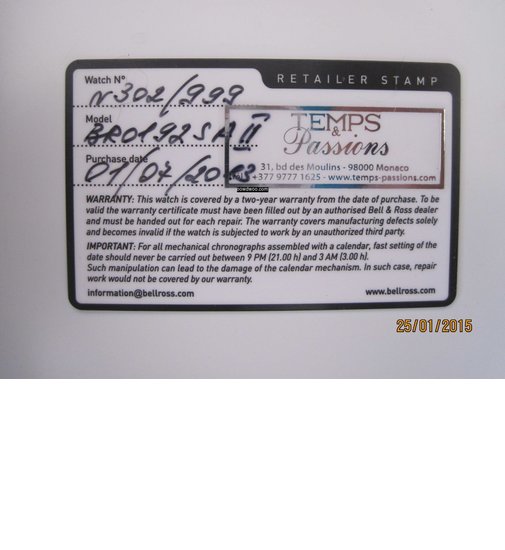 RETAILER STAMP
Watch N°
N°302/999
Model
BR0192SAII
Purchase date
01/07/2013
TEMPS
& Passions
31, bd des Moulins - 98000 Monaco
+377 9777 1625 - www.temps-passions.com
powdwoo.com
WARRANTY: This watch is covered by a two-year warranty from the date of purchase. To be
valid the warranty certificate must have been filled out by an authorised Bell & Ross dealer
and must be handed out for each repair. The warranty covers manufacturing defects solely
and becomes invalid if the watch is subjected to work by an unauthorized third party.
IMPORTANT: For all mechanical chronographs assembled with a calendar, fast setting of the
date should never be carried out between 9 PM (21.00 h) and 3 AM (3.00 h).
Such manipulation can lead to the damage of the calendar mechanism. In such case, repair
work would not be covered by our warranty.
information@bellross.com
www.bellross.com
25/01/2015